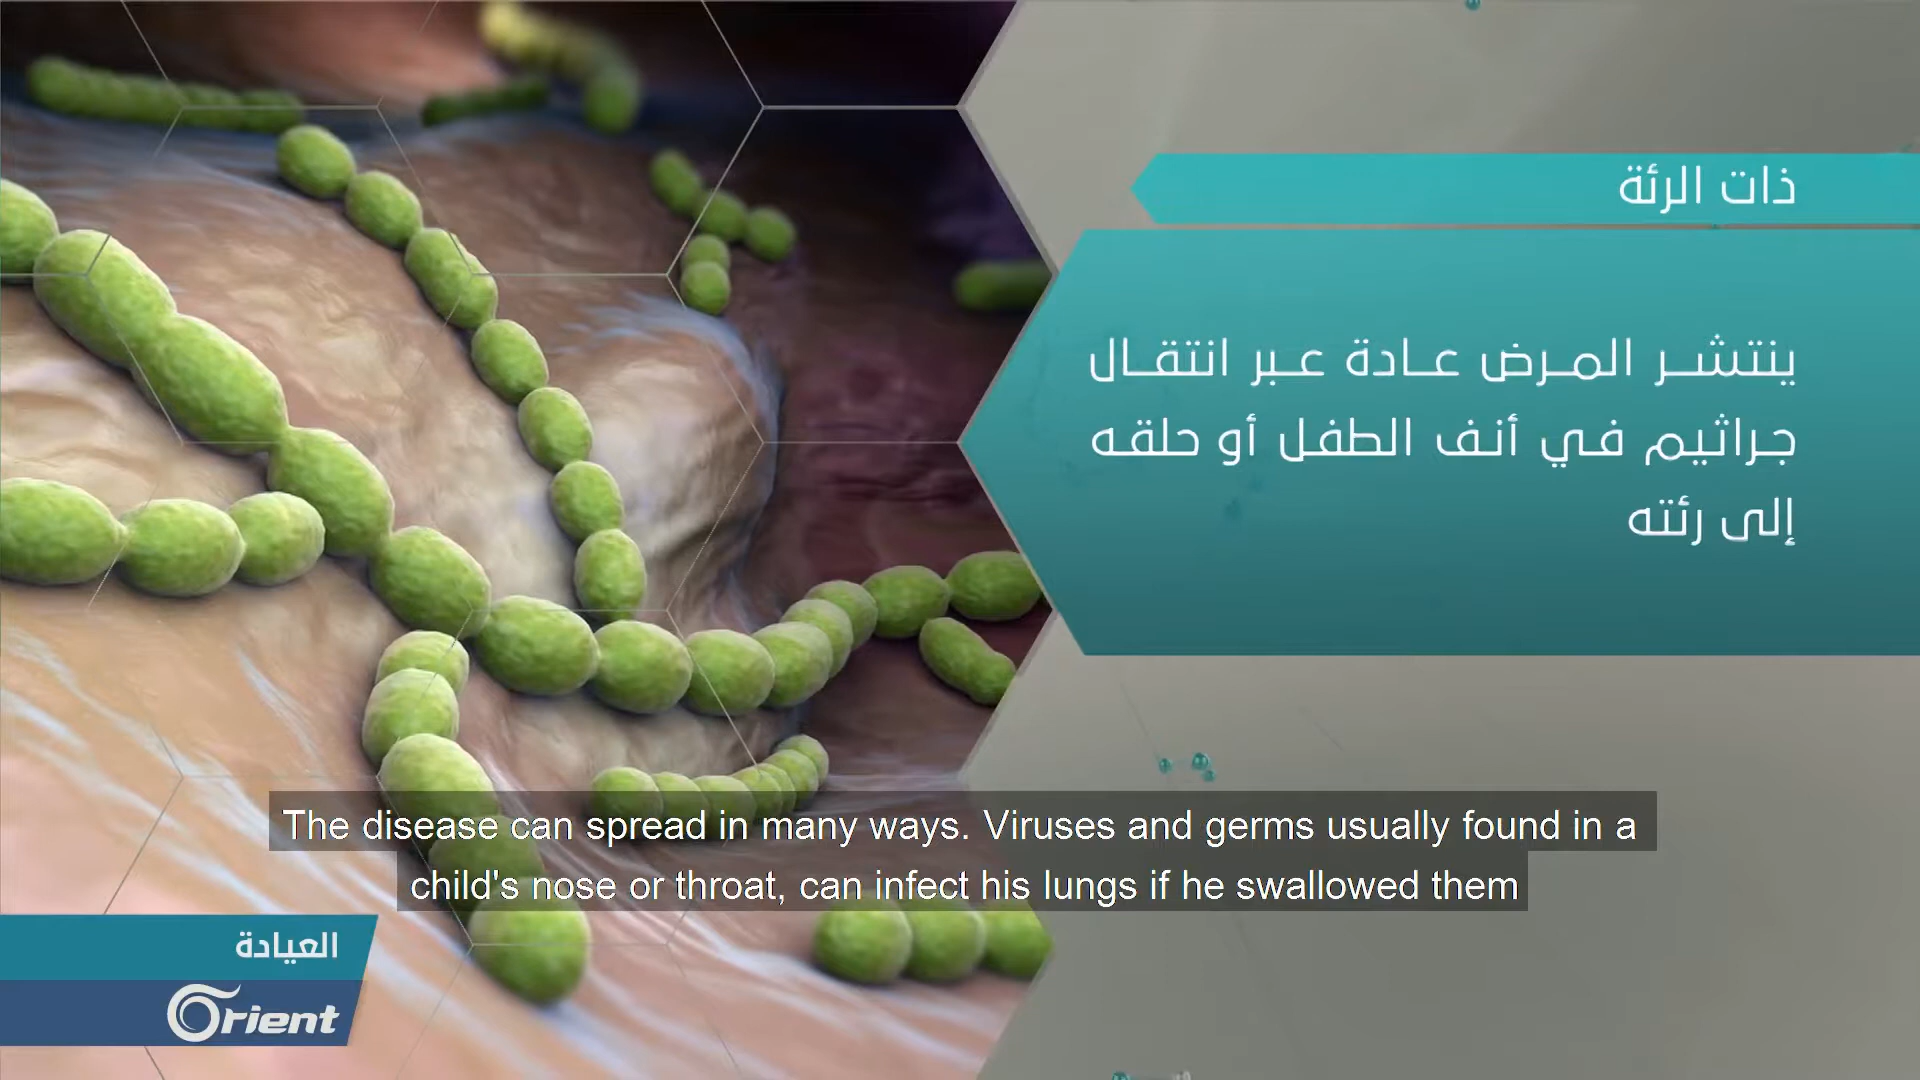 ذات الرئة
ينتشر المرض عادة عبر انتقال
جراثيم في أنف الطفل أو حلقه
إلى رئته
The disease can spread in many ways. Viruses and germs usually found in a
child's nose or throat, can infect his lungs if he swallowed them
العيادة
Orient